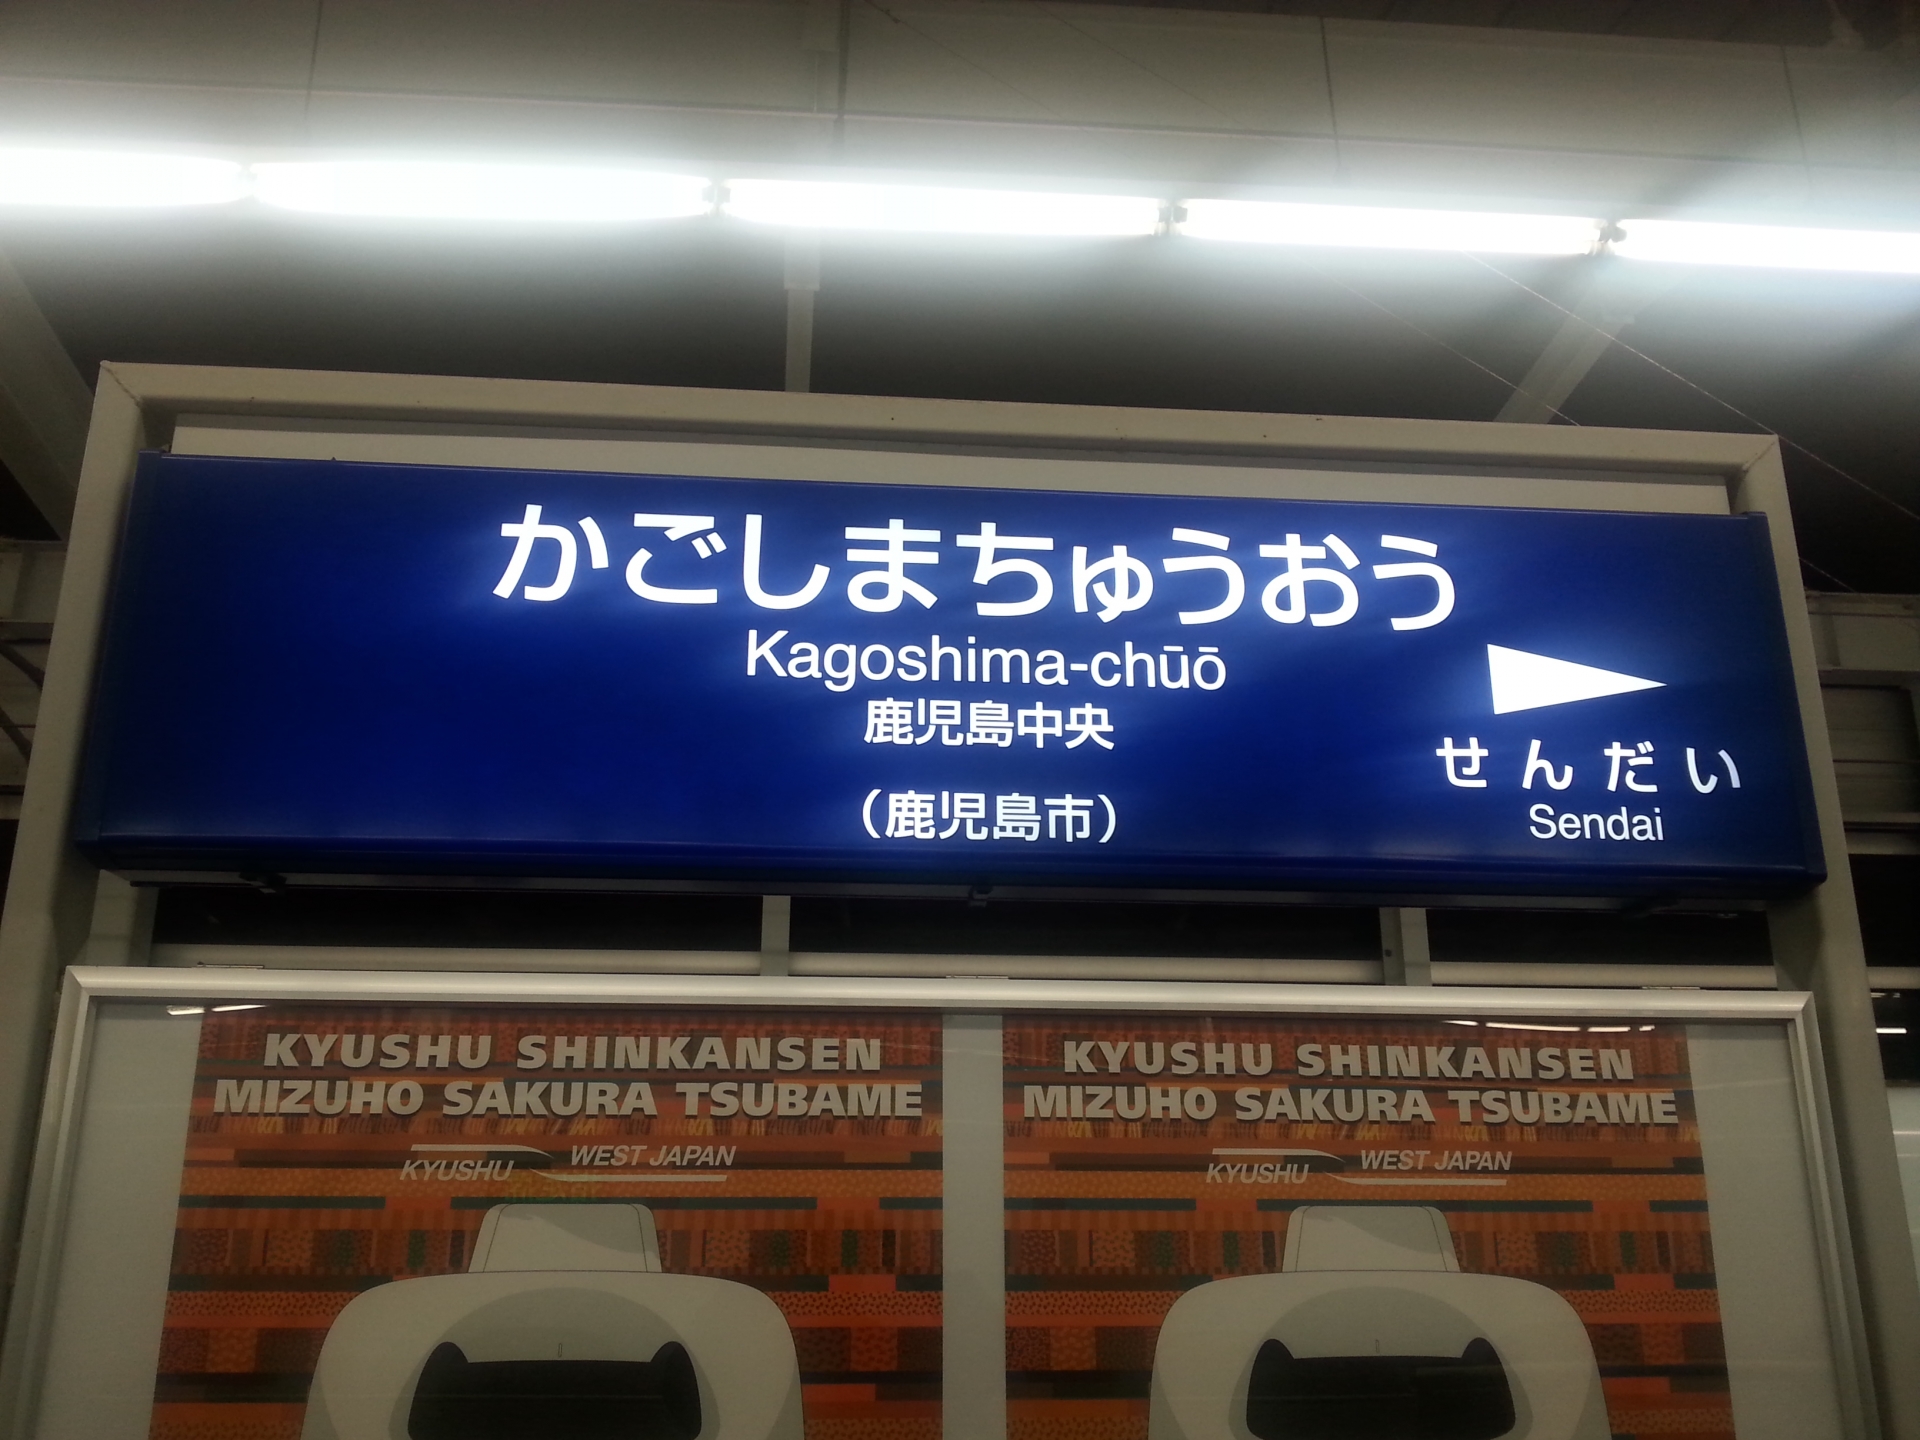 かごしまちゅうおう
Kagoshima-chūō
鹿児島中央
（鹿児島市）
せんだい
Sendai
KYUSHU SHINKANSEN
MIZUHO SAKURA TSUBAME
KYUSHU WEST JAPAN
KYUSHU SHINKANSEN
MIZUHO SAKURA TSUBAME
KYUSHU WEST JAPAN